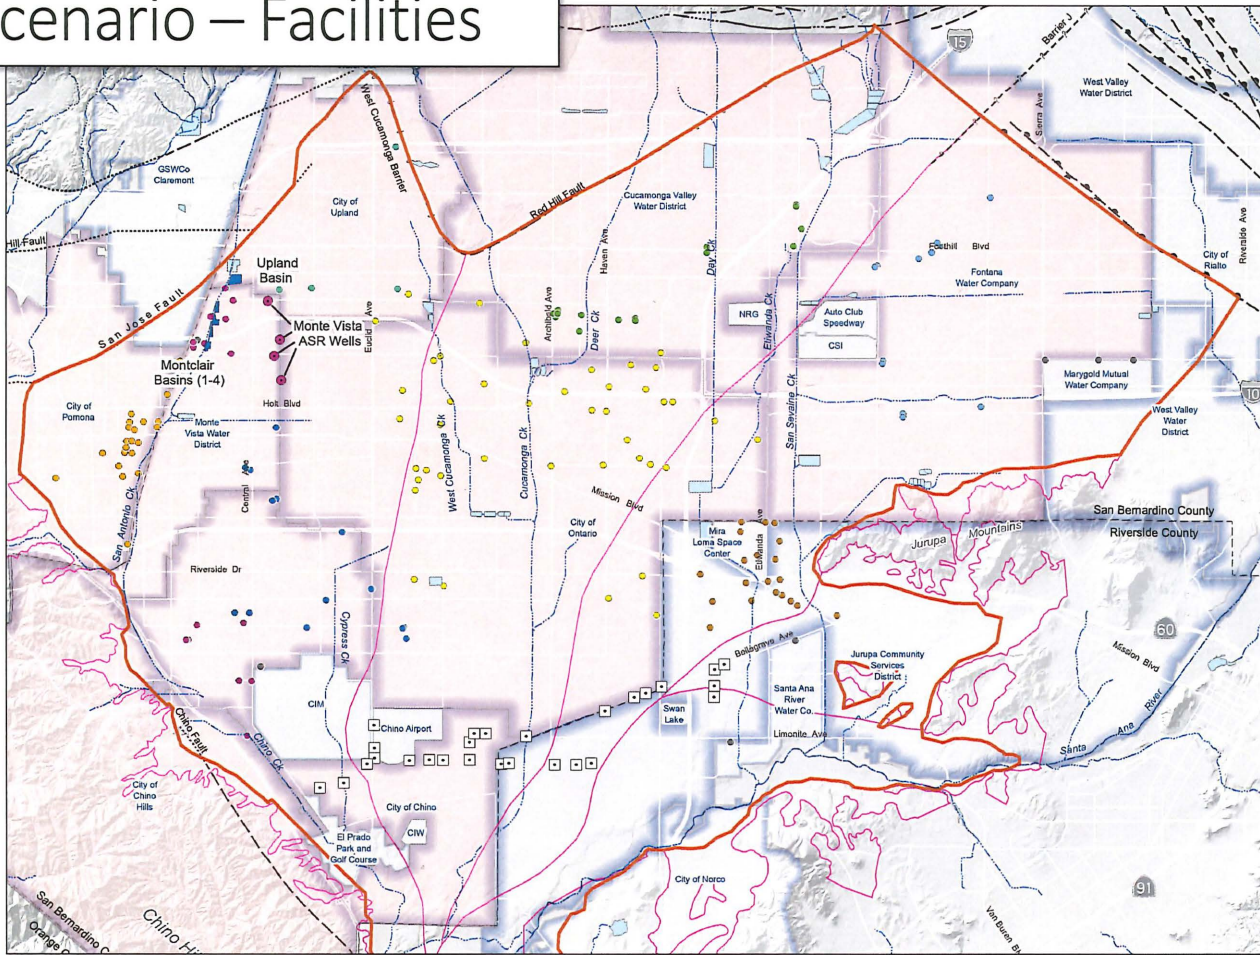 cenario – Facilities
15
Barrier J
West Valley
Water District
Sierra Ave
West Cucamonga Barrier
GSWCo
Claremont
City of
Upland
Cucamonga Valley
Water District
Red Hill Fault
Hill Fault
Haven Ave
Day Ck
Foothill Blvd
Riverside Ave
City of
Rialto
Upland
Basin
Fontana
Water Company
San Jose Fault
Euclid Ave
Archibald Ave
Deer Ck
Etiwanda Ck
NRG
Auto Club
Speedway
CSI
Monte Vista
ASR Wells
Montclair
Basins (1-4)
Marygold Mutual
Water Company
10
Holt Blvd
City of
Pomona
Monte
Vista Water
District
San Sevaine Ck
West Valley
Water
District
West Cucamonga Ck
Cucamonga Ck
Central Ave
San Antonio Ck
Mission Blvd
City of
Ontario
San Bernardino County
Riverside County
Mira
Loma Space
Center
Etiwanda Ave
Jurupa Mountains
Riverside Dr
Cypress Ck
60
Mission Blvd
Bellegrave Ave
Jurupa Community
Services
District
CIM
Chino Airport
Swan
Lake
Santa Ana
River
Water Co.
Limonite Ave
Santa Ana River
Chino Fault
Chino Ck
City of
Chino
Hills
City of Chino
CIW
El Prado
Park and
Golf Course
City of Norco
91
San Bernardino C
Orange C
Chino Hi
Van Buren B